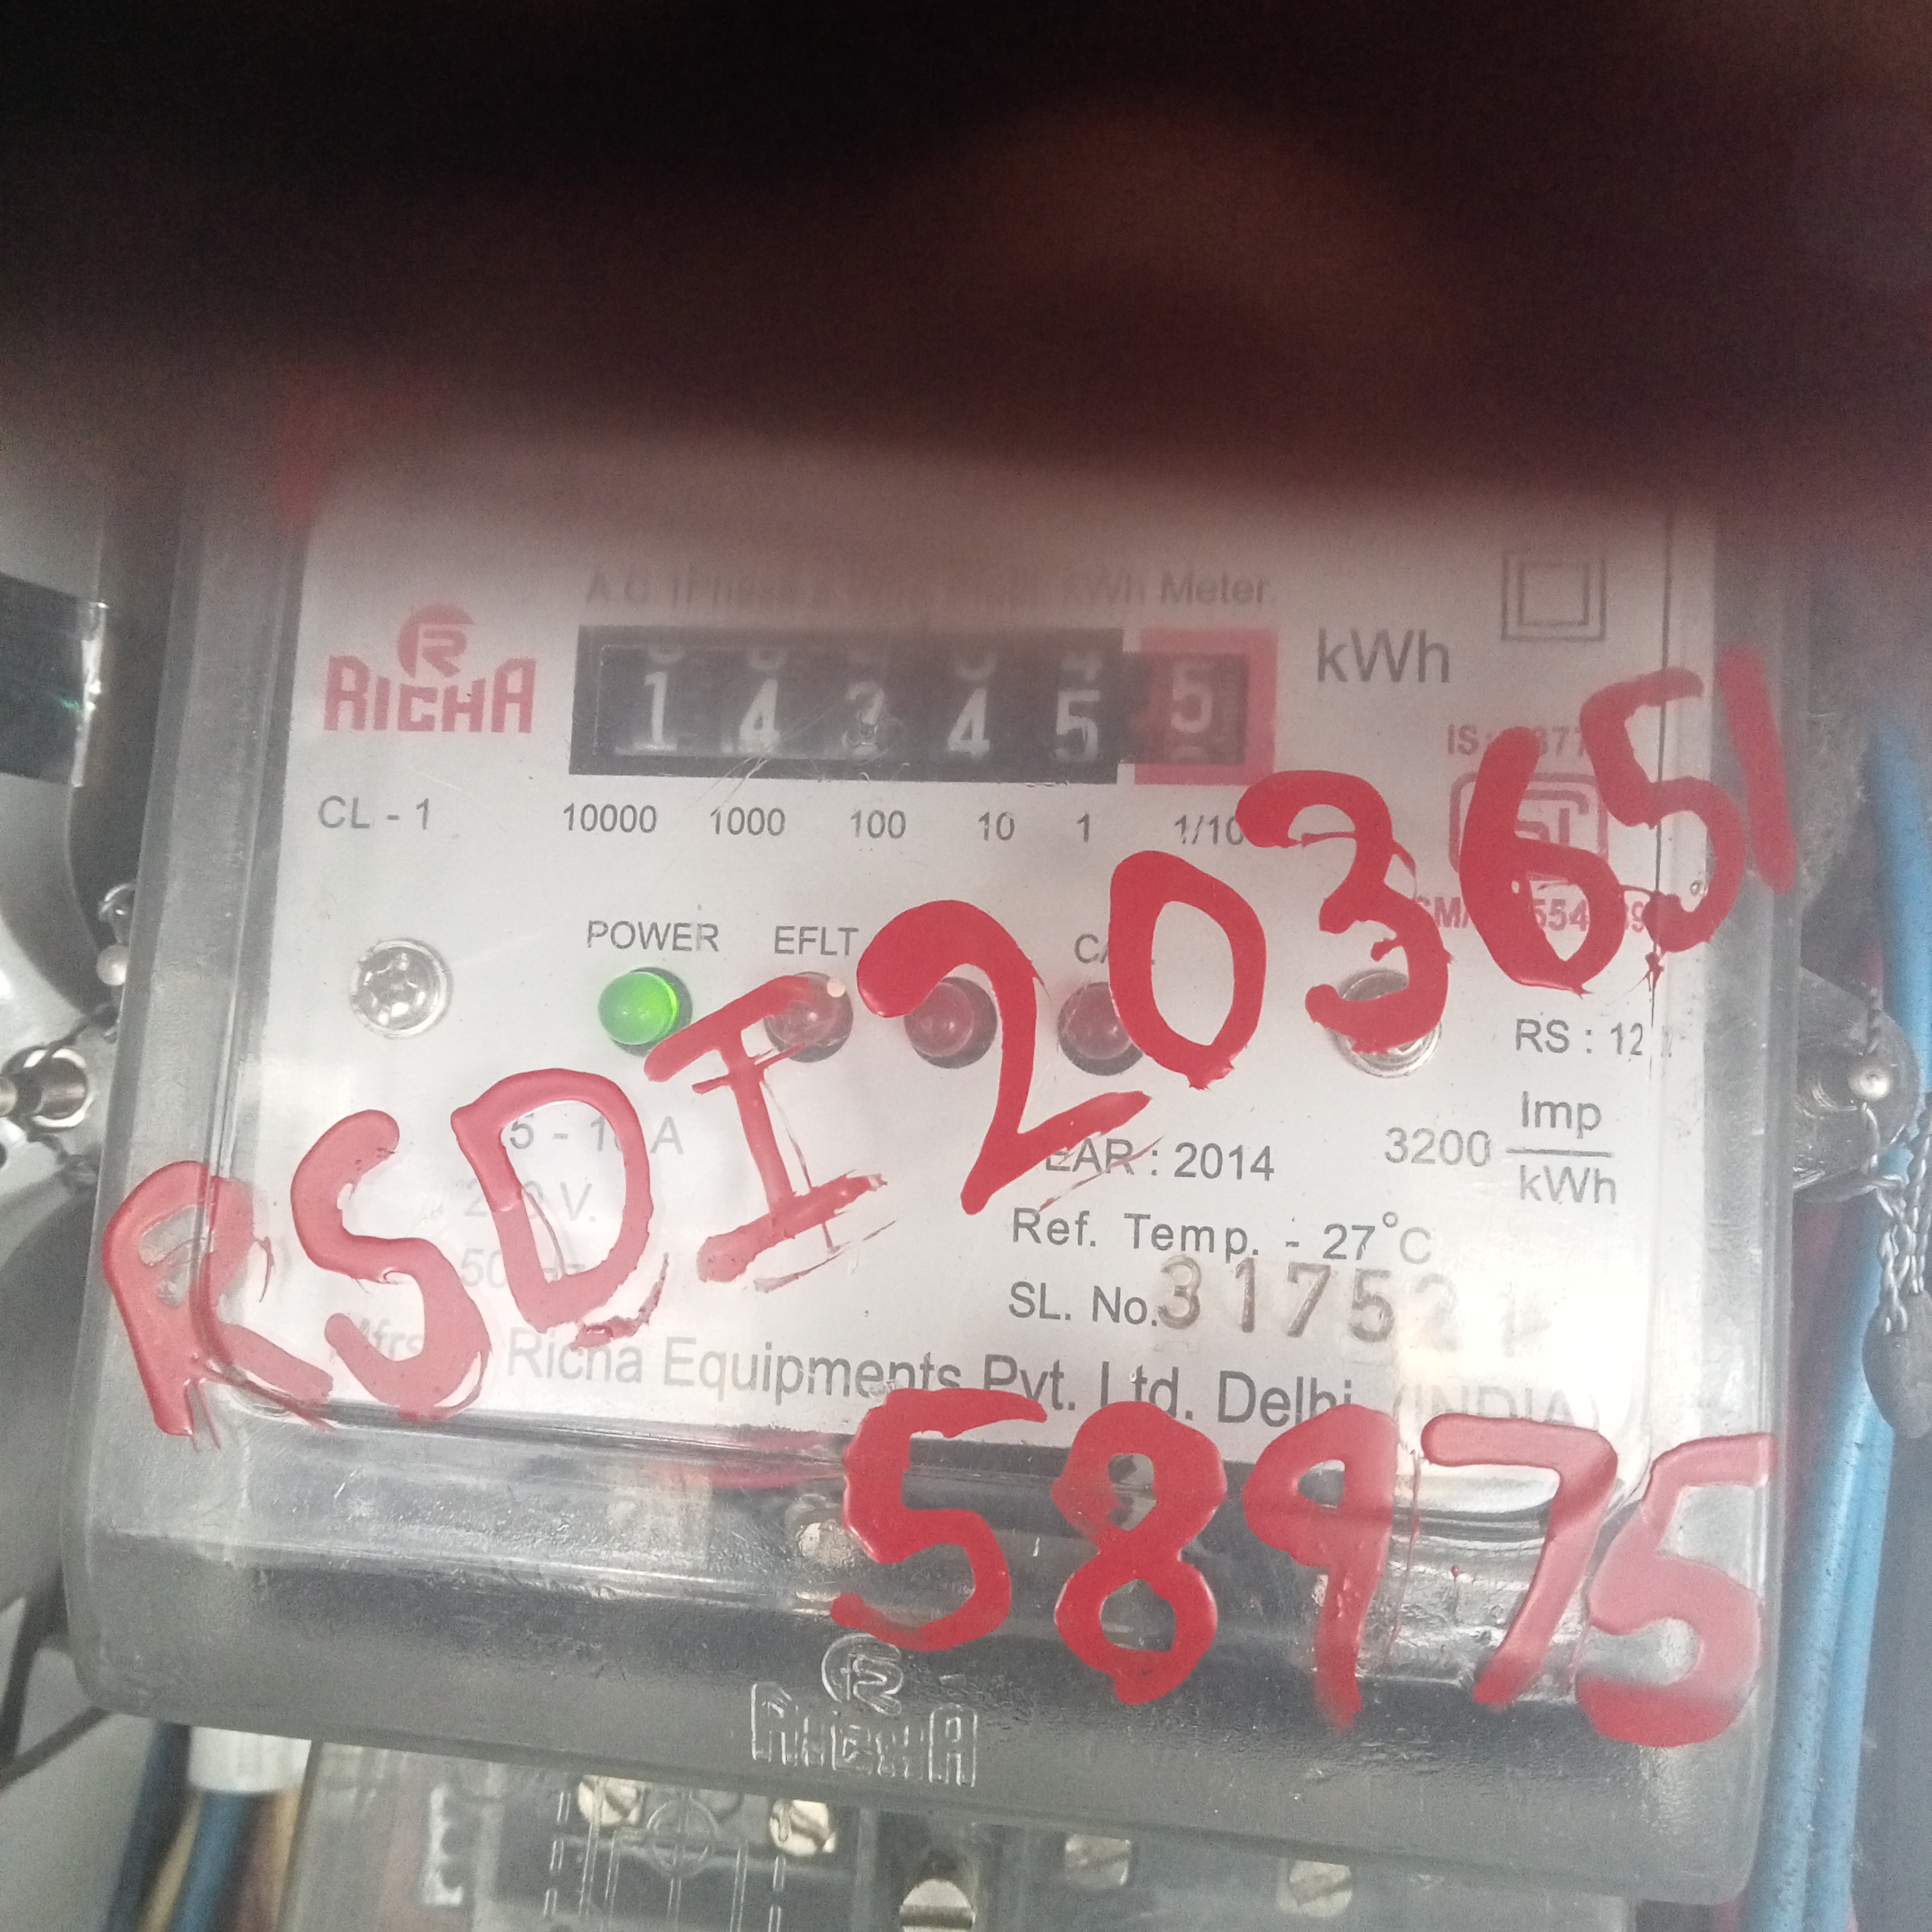 kWh Meter.
RICHA
1 4 3 4 5 5
kWh
CL - 1
10000 1000 100 10 1 1/10
POWER EFLT
RSDI203651
RS : 12
YEAR : 2014
3200 Imp/kWh
Ref. Temp. - 27°C
SL. No. 31752
Richa Equipments Pvt. Ltd. Delhi (INDIA)
58975
RICHA